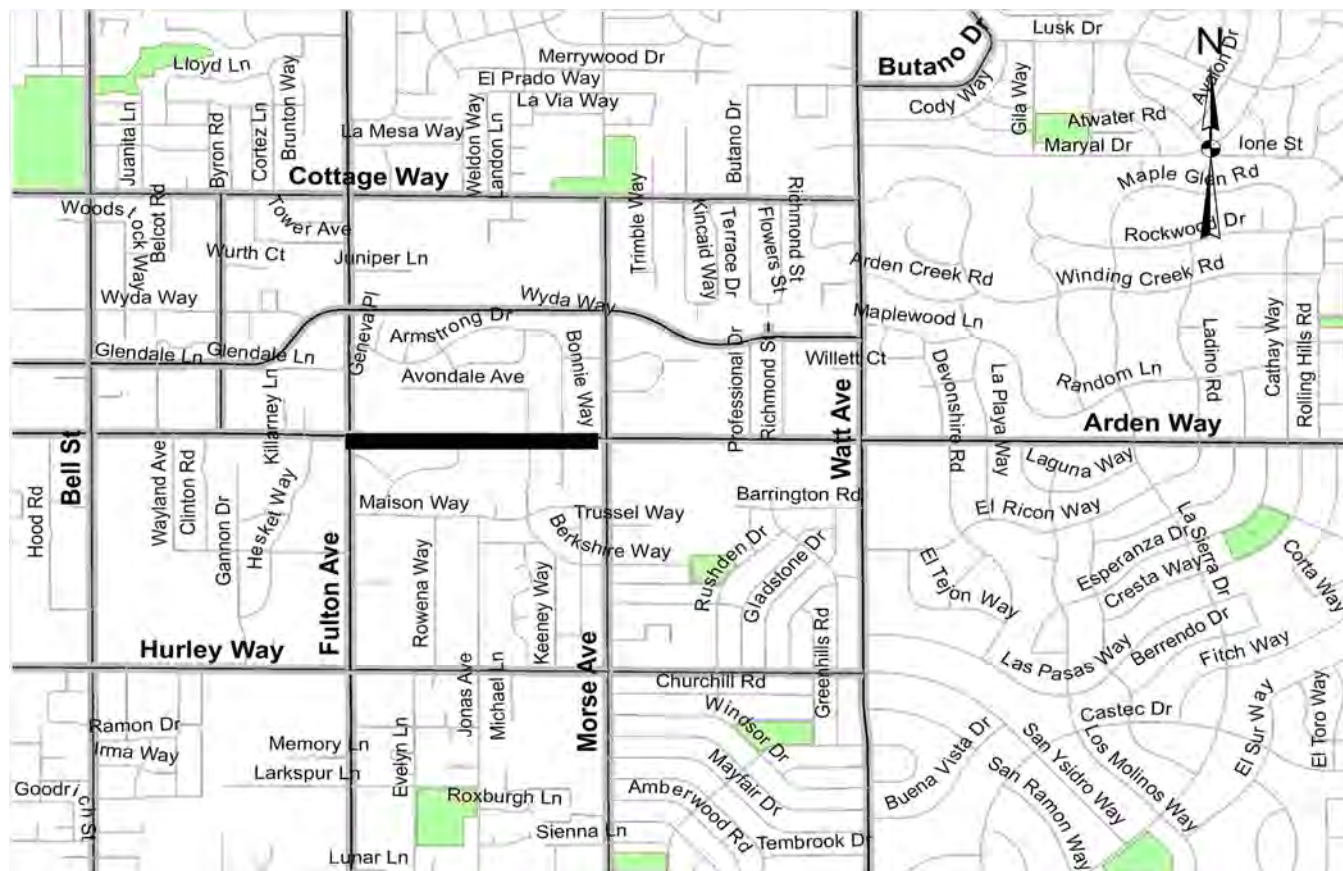 Lusk Dr
N
Butano Dr
Avalon Dr
Merrywood Dr
Lloyd Ln
El Prado Way
Cody Way
Gila Way
La Via Way
Brunton Way
Juanita Ln
Byron Rd
Cortez Ln
La Mesa Way
Weldon Way
Landon Ln
Butano Dr
Atwater Rd
Maryal Dr
Ione St
Cottage Way
Maple Glen Rd
Woodstock Way
Belcot Rd
Tower Ave
Trimble Way
Kincaid Way
Terrace Dr
Flowers St
Richmond St
Rockwood Dr
Wurth Ct
Juniper Ln
Arden Creek Rd
Winding Creek Rd
Wyda Way
Wyda Way
Geneva Pl
Armstrong Dr
Maplewood Ln
Bonnie Way
Professional Dr
Richmond St
Ladino Rd
Cathay Way
Rolling Hills Rd
Glendale Ln
Glendale Ln
Willett Ct
Avondale Ave
Devonshire Rd
La Playa Way
Random Ln
Killarney Ln
Watt Ave
Arden Way
Bell St
Wayland Ave
Clinton Rd
Laguna Way
Hood Rd
Gannon Dr
Hesket Way
Maison Way
Barrington Rd
El Ricon Way
Trussel Way
Berkshire Way
La Sierra Dr
Esperanza Dr
Rushden Dr
Gladstone Dr
El Tejon Way
Cresta Way
Corta Way
Fulton Ave
Rowena Way
Keeney Way
Berrendo Dr
Hurley Way
Morse Ave
Greenhills Rd
Las Pasas Way
Fitch Way
Jonas Ave
Michael Ln
Churchill Rd
Windsor Dr
Castec Dr
El Sur Way
El Toro Way
Ramon Dr
Memory Ln
Evelyn Ln
Irma Way
Larkspur Ln
Buena Vista Dr
San Ysidro Way
Los Molinos Way
Mayfair Dr
Goodrich St
Roxburgh Ln
Amberwood Rd
San Ramon Way
Sienna Ln
Tembrook Dr
Lunar Ln